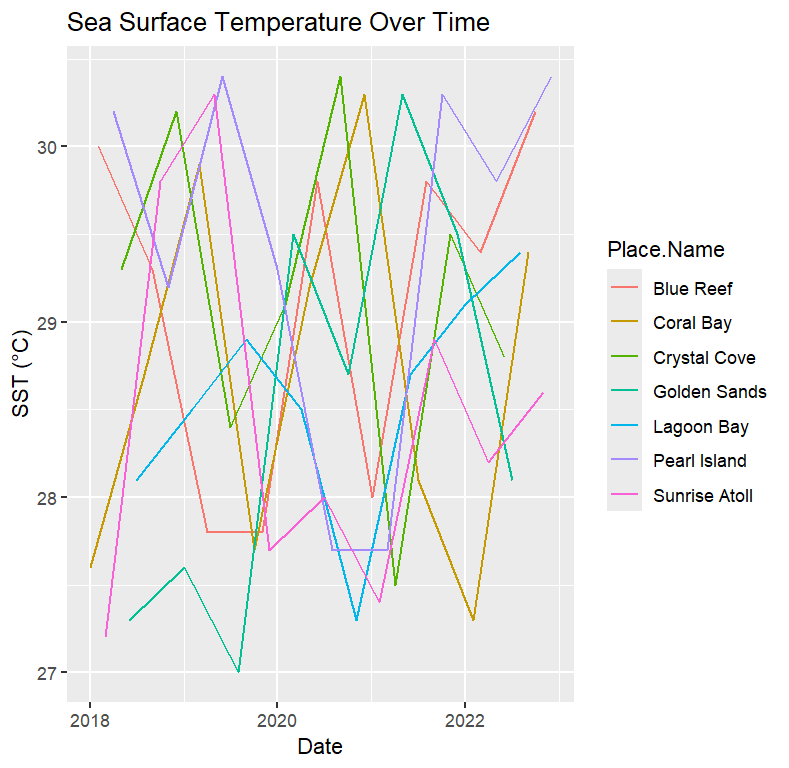 Sea Surface Temperature Over Time
30
29
28
27
SST (°C)
2018
2020
2022
Date
Place.Name
Blue Reef
Coral Bay
Crystal Cove
Golden Sands
Lagoon Bay
Pearl Island
Sunrise Atoll